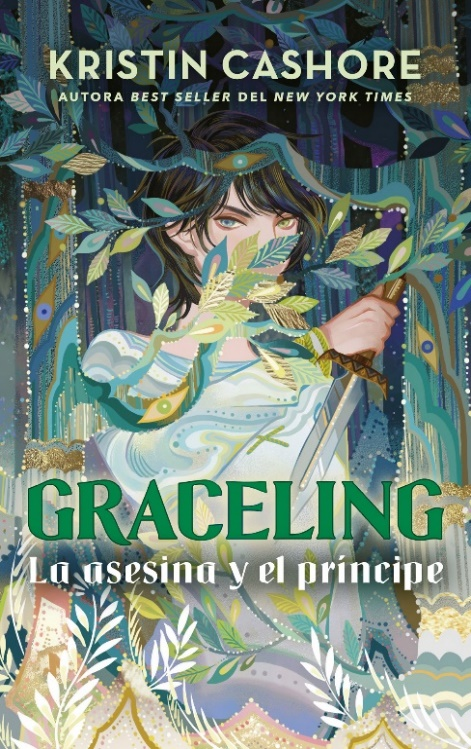 KRISTIN CASHORE
AUTORA BEST SELLER DEL NEW YORK TIMES
GRACELING
La asesina y el príncipe